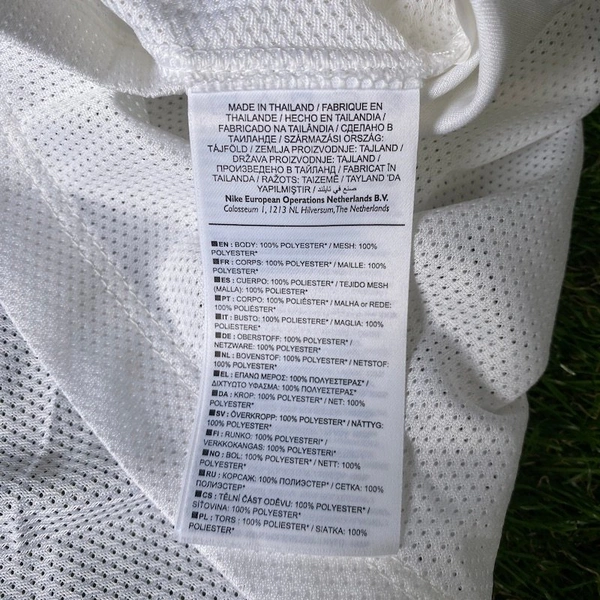 MADE IN THAILAND / FABRIQUE EN
THAILANDE / HECHO EN TAILANDIA /
FABRICADO NA TAILÂNDIA / СДЕЛАНО В
ТАИЛАНДЕ / SZÁRMAZÁSI ORSZÁG:
TÁJFÖLD / ZEMLJA PROIZVODNJE: TAJLAND /
DRŽAVA PROIZVODNJE: TAJLAND /
ПРОИЗВЕДЕНО В ТАЙЛАНД / FABRICAT ÎN
TAILANDA / RAŽOTS: TAIZEMĒ / TAYLAND 'DA
YAPILMIŞTIR / صنع في تايلند
Nike European Operations Netherlands B.V.
Colosseum 1, 1213 NL Hilversum, The Netherlands
EN : BODY: 100% POLYESTER* / MESH: 100%
POLYESTER*
FR : CORPS: 100% POLYESTER* / MAILLE: 100%
POLYESTER*
ES : CUERPO: 100% POLIESTER* / TEJIDO MESH
(MALLA): 100% POLIESTER*
PT : CORPO: 100% POLIÉSTER* / MALHA or REDE:
100% POLIÉSTER*
IT : BUSTO: 100% POLIESTERE* / MAGLIA: 100%
POLIESTERE*
DE : OBERSTOFF: 100% POLYESTER* /
NETZWARE: 100% POLYESTER*
NL : BOVENSTOF: 100% POLYESTER* / NETSTOF:
100% POLYESTER*
EL : ΕΠΑΝΩ ΜΕΡΟΣ: 100% ΠΟΛΥΕΣΤΕΡΑΣ* /
ΔΙΧΤΥΩΤΟ ΥΦΑΣΜΑ: 100% ΠΟΛΥΕΣΤΕΡΑΣ*
DA : KROP: 100% POLYESTER* / NET: 100%
POLYESTER*
SV : ÖVERKROPP: 100% POLYESTER* / NÄTTYG:
100% POLYESTER*
FI : RUNKO: 100% POLYESTERI* /
VERKKOKANGAS: 100% POLYESTERI*
NO : BOL: 100% POLYESTER* / NETT: 100%
POLYESTER*
RU : КОРСАЖ: 100% ПОЛИЭСТЕР* / СЕТКА: 100%
ПОЛИЭСТЕР*
CS : TĚLNÍ ČÁST ODĚVU: 100% POLYESTER* /
SÍŤOVINA: 100% POLYESTER*
PL : TORS : 100% POLIESTER* / SIATKA: 100%
POLIESTER*